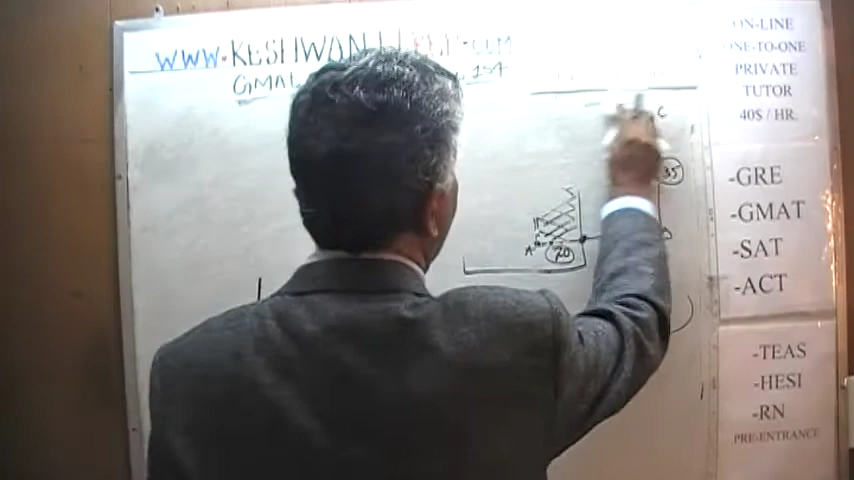 www.KESHWAN
GMAT
ON-LINE
ONE-TO-ONE
PRIVATE
TUTOR
40$ / HR.
-GRE
-GMAT
-SAT
-ACT
-TEAS
-HESI
-RN
PRE-ENTRANCE
C
35
20
A